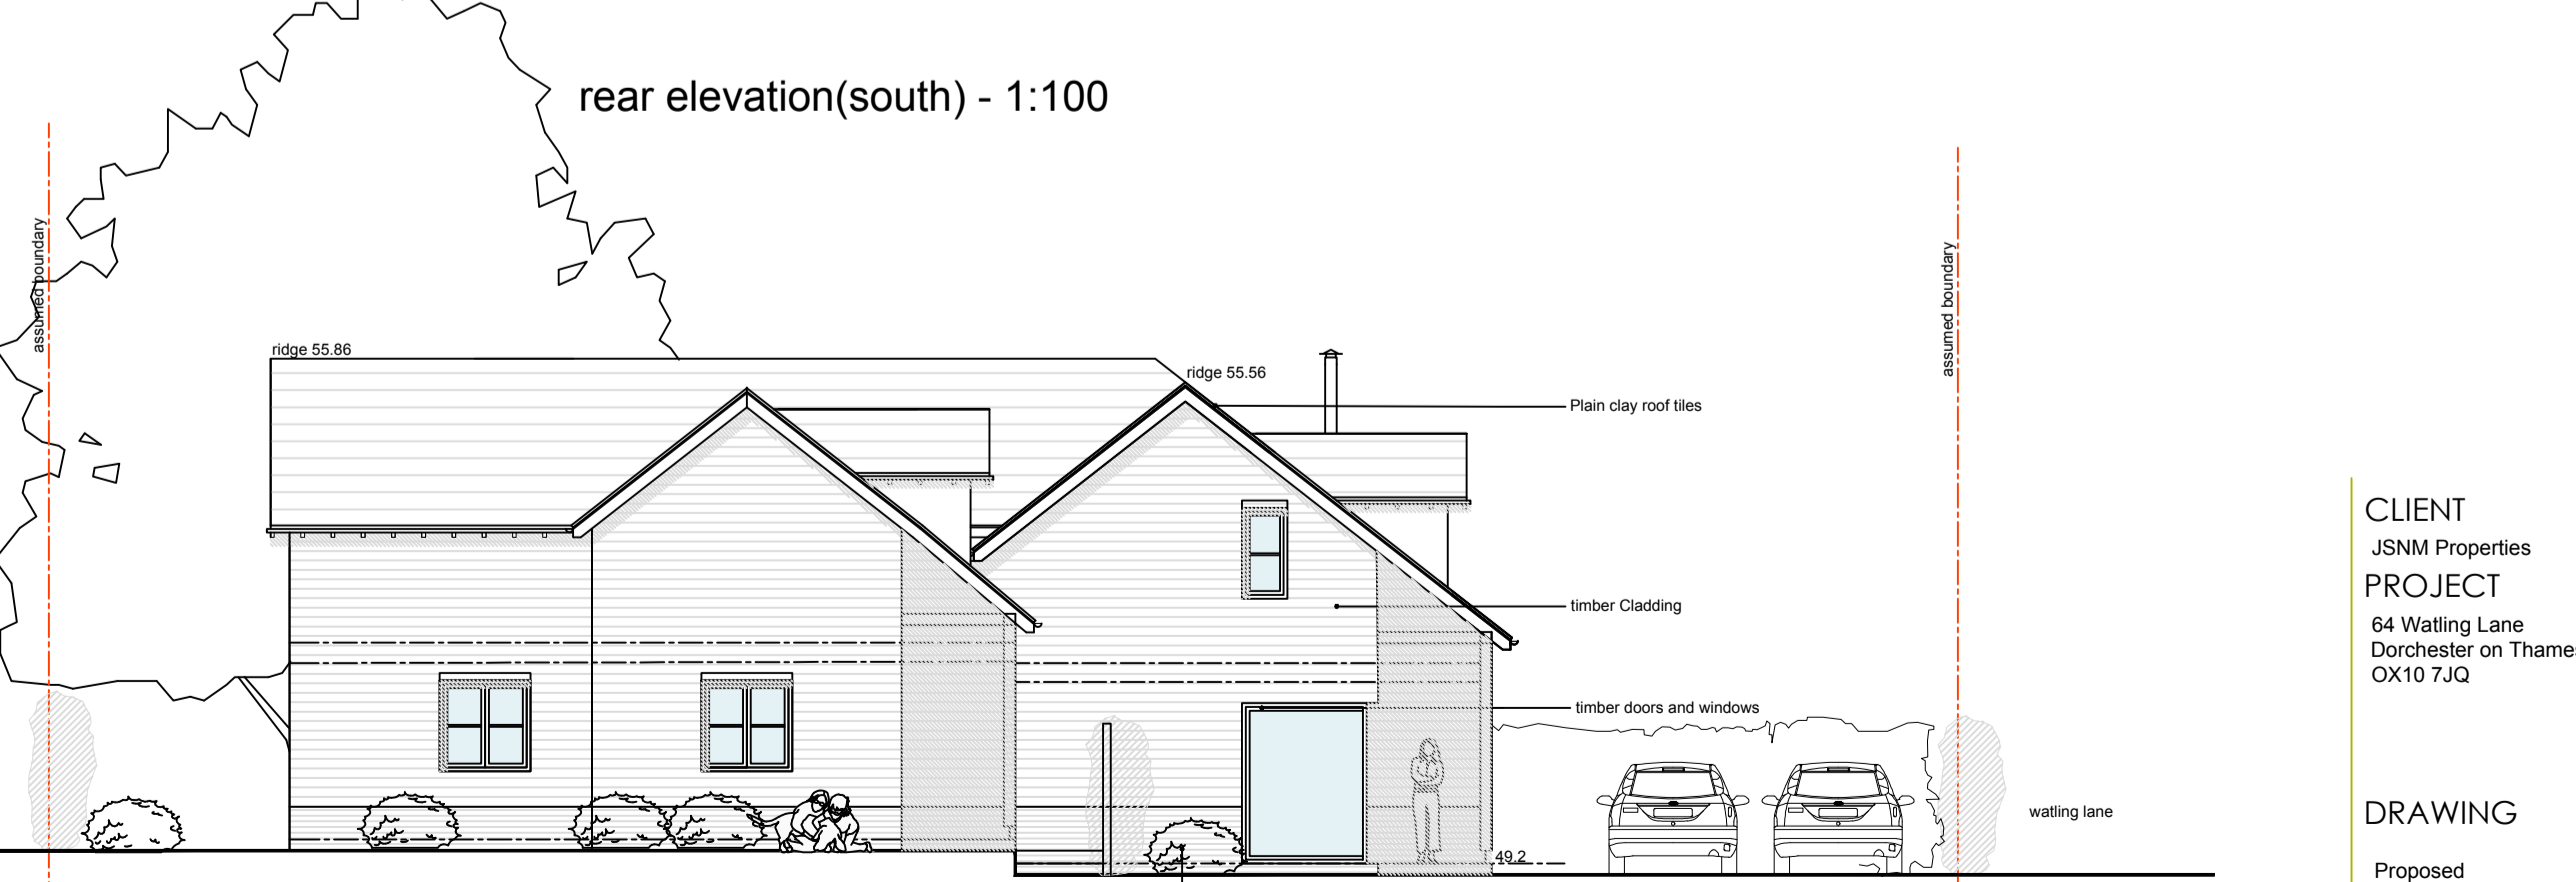 rear elevation(south) - 1:100
assumed boundary
assumed boundary
ridge 55.86
ridge 55.56
Plain clay roof tiles
timber Cladding
timber doors and windows
49.2
watling lane
CLIENT
JSNM Properties
PROJECT
64 Watling Lane
Dorchester on Thame
OX10 7JQ
DRAWING
Proposed